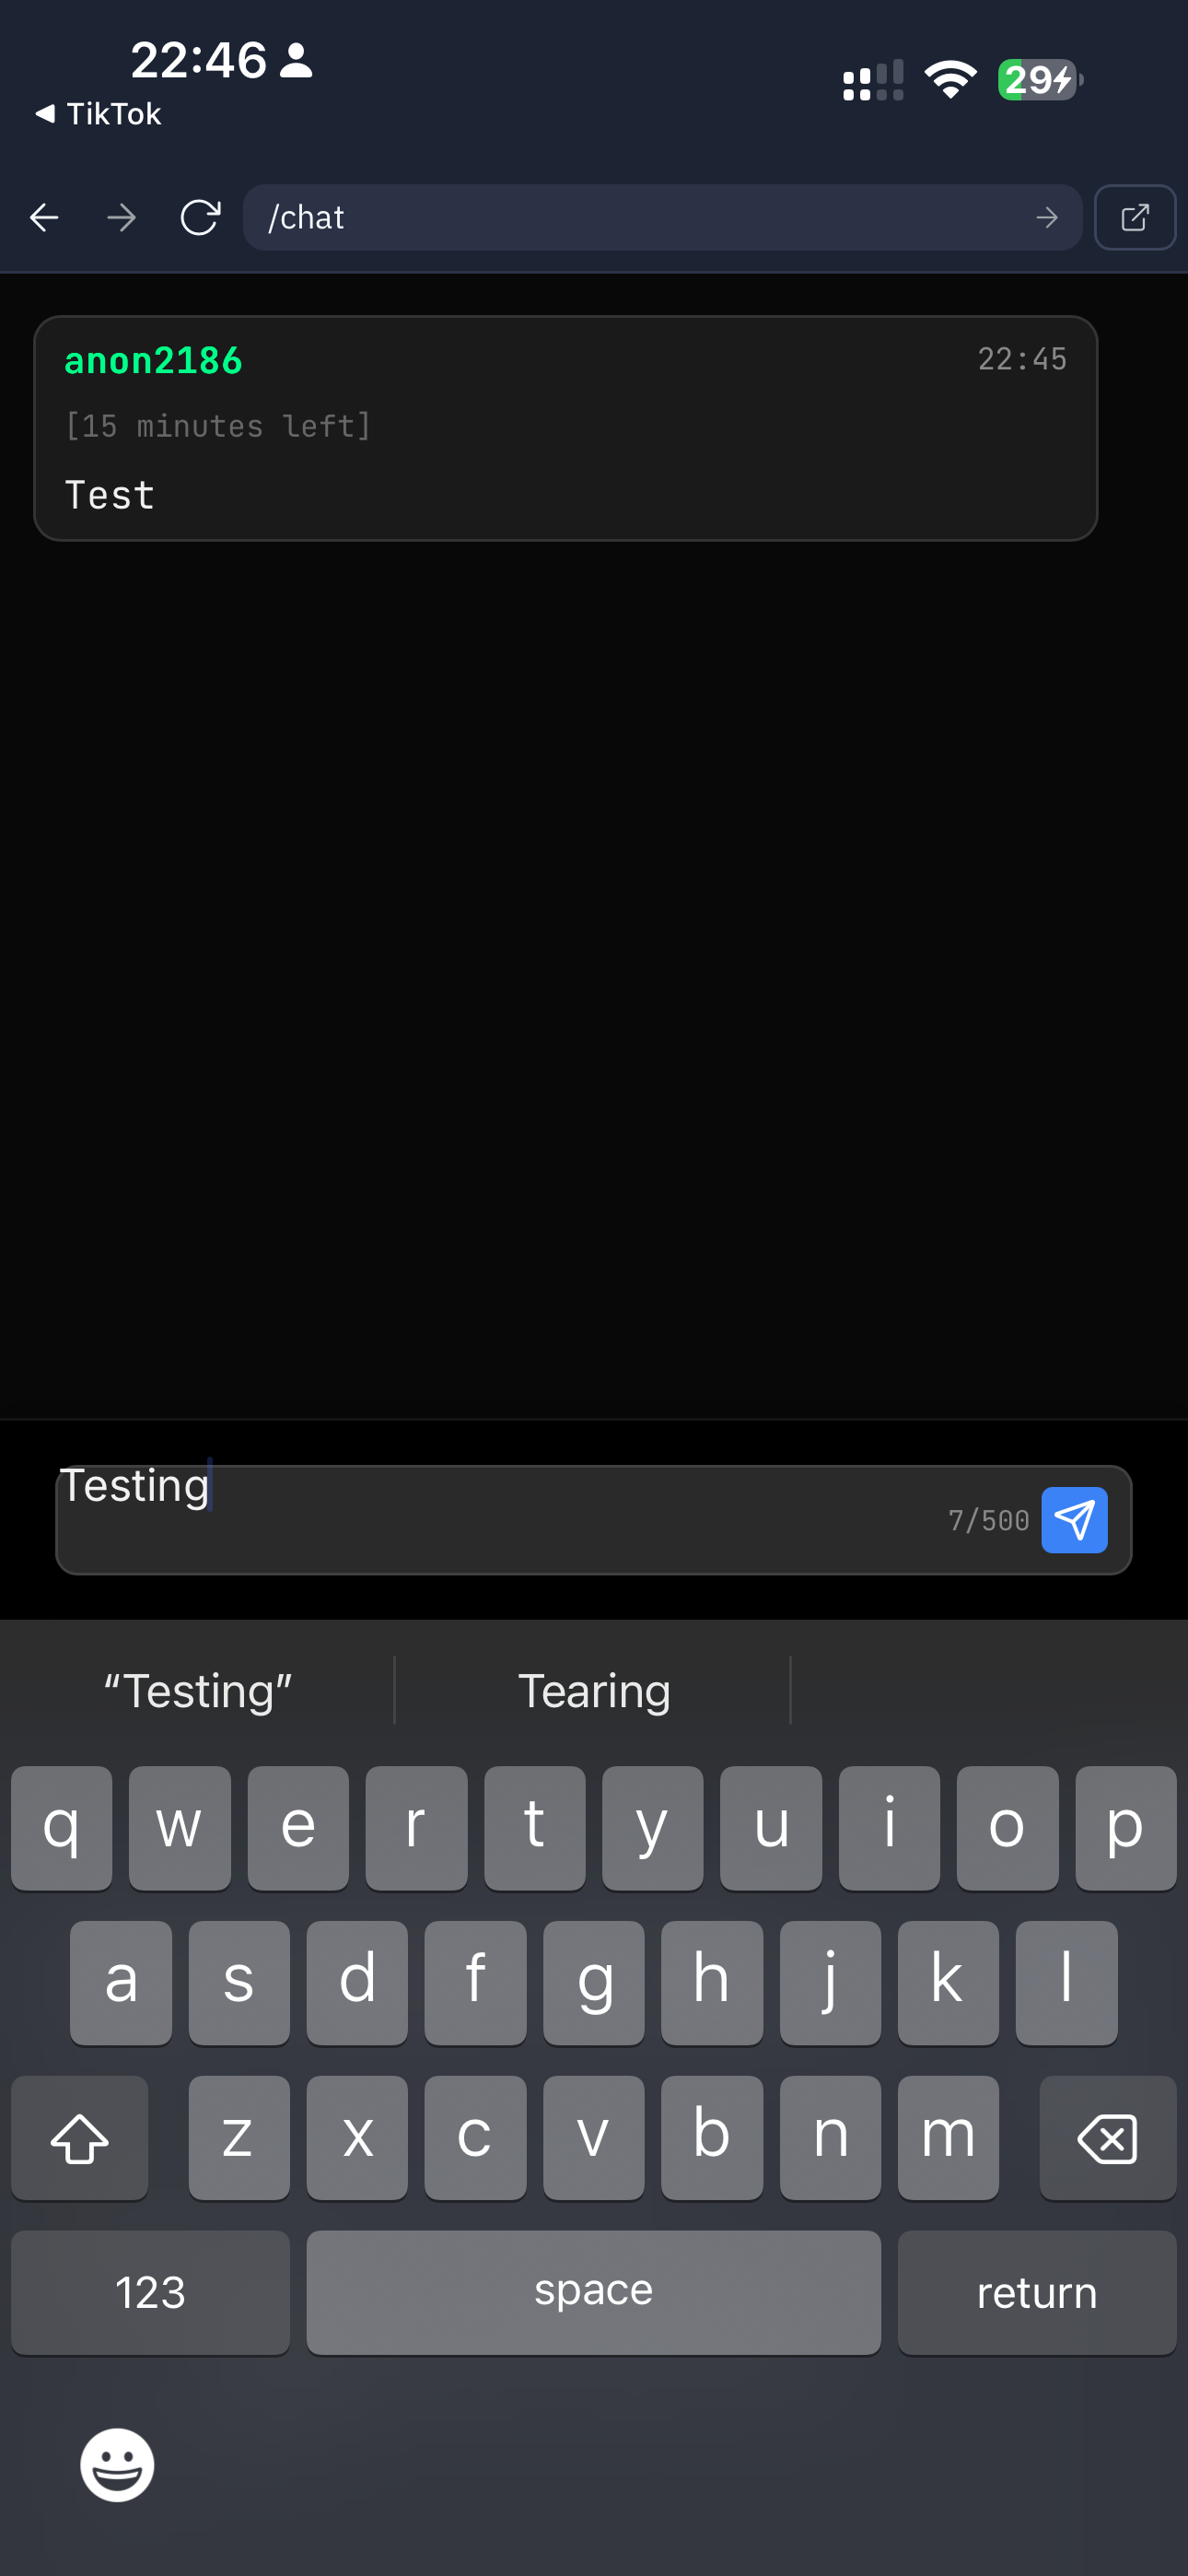 22:46
29
◀ TikTok
/chat
anon2186 22:45
[15 minutes left]
Test
Testing
7/500
“Testing” Tearing
q w e r t y u i o p
a s d f g h j k l
z x c v b n m
123 space return